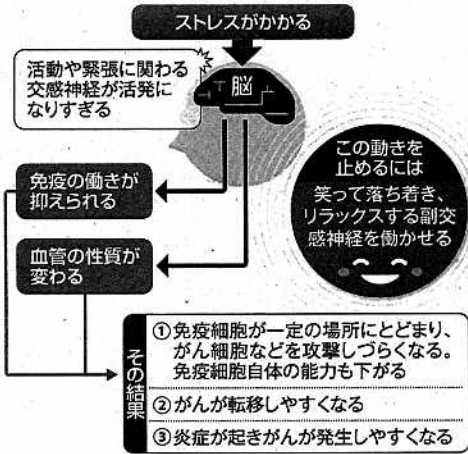 ストレスがかかる
活動や緊張に関わる
交感神経が活発に
なりすぎる
脳
免疫の働きが
抑えられる
血管の性質が
変わる
この動きを
止めるには
笑って落ち着き、
リラックスする副交
感神経を働かせる
その結果
①免疫細胞が一定の場所にとどまり、
がん細胞などを攻撃しづらくなる。
免疫細胞自体の能力も下がる
②がんが転移しやすくなる
③炎症が起きがんが発生しやすくなる